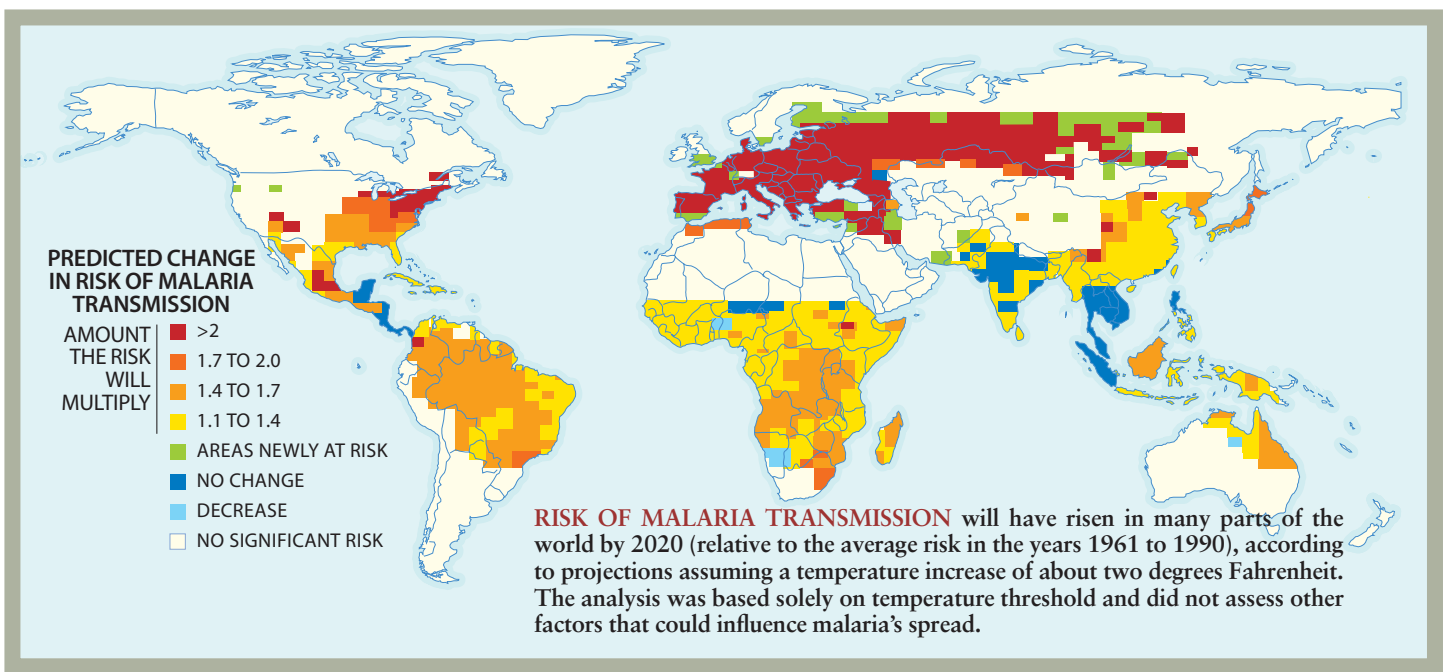 PREDICTED CHANGE
IN RISK OF MALARIA
TRANSMISSION
AMOUNT
THE RISK
WILL
MULTIPLY
>2
1.7 TO 2.0
1.4 TO 1.7
1.1 TO 1.4
AREAS NEWLY AT RISK
NO CHANGE
DECREASE
NO SIGNIFICANT RISK
RISK OF MALARIA TRANSMISSION will have risen in many parts of the
world by 2020 (relative to the average risk in the years 1961 to 1990), according
to projections assuming a temperature increase of about two degrees Fahrenheit.
The analysis was based solely on temperature threshold and did not assess other
factors that could influence malaria's spread.